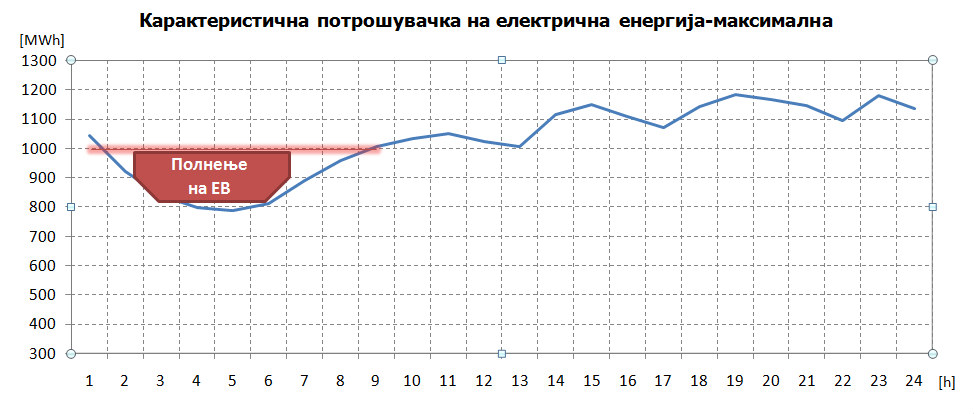 Карактеристична потрошувачка на електрична енергија-максимална
[MWh]
1300
1200
1100
1000
900
800
700
600
500
400
300
Полнење
на ЕВ
1 2 3 4 5 6 7 8 9 10 11 12 13 14 15 16 17 18 19 20 21 22 23 24 [h]